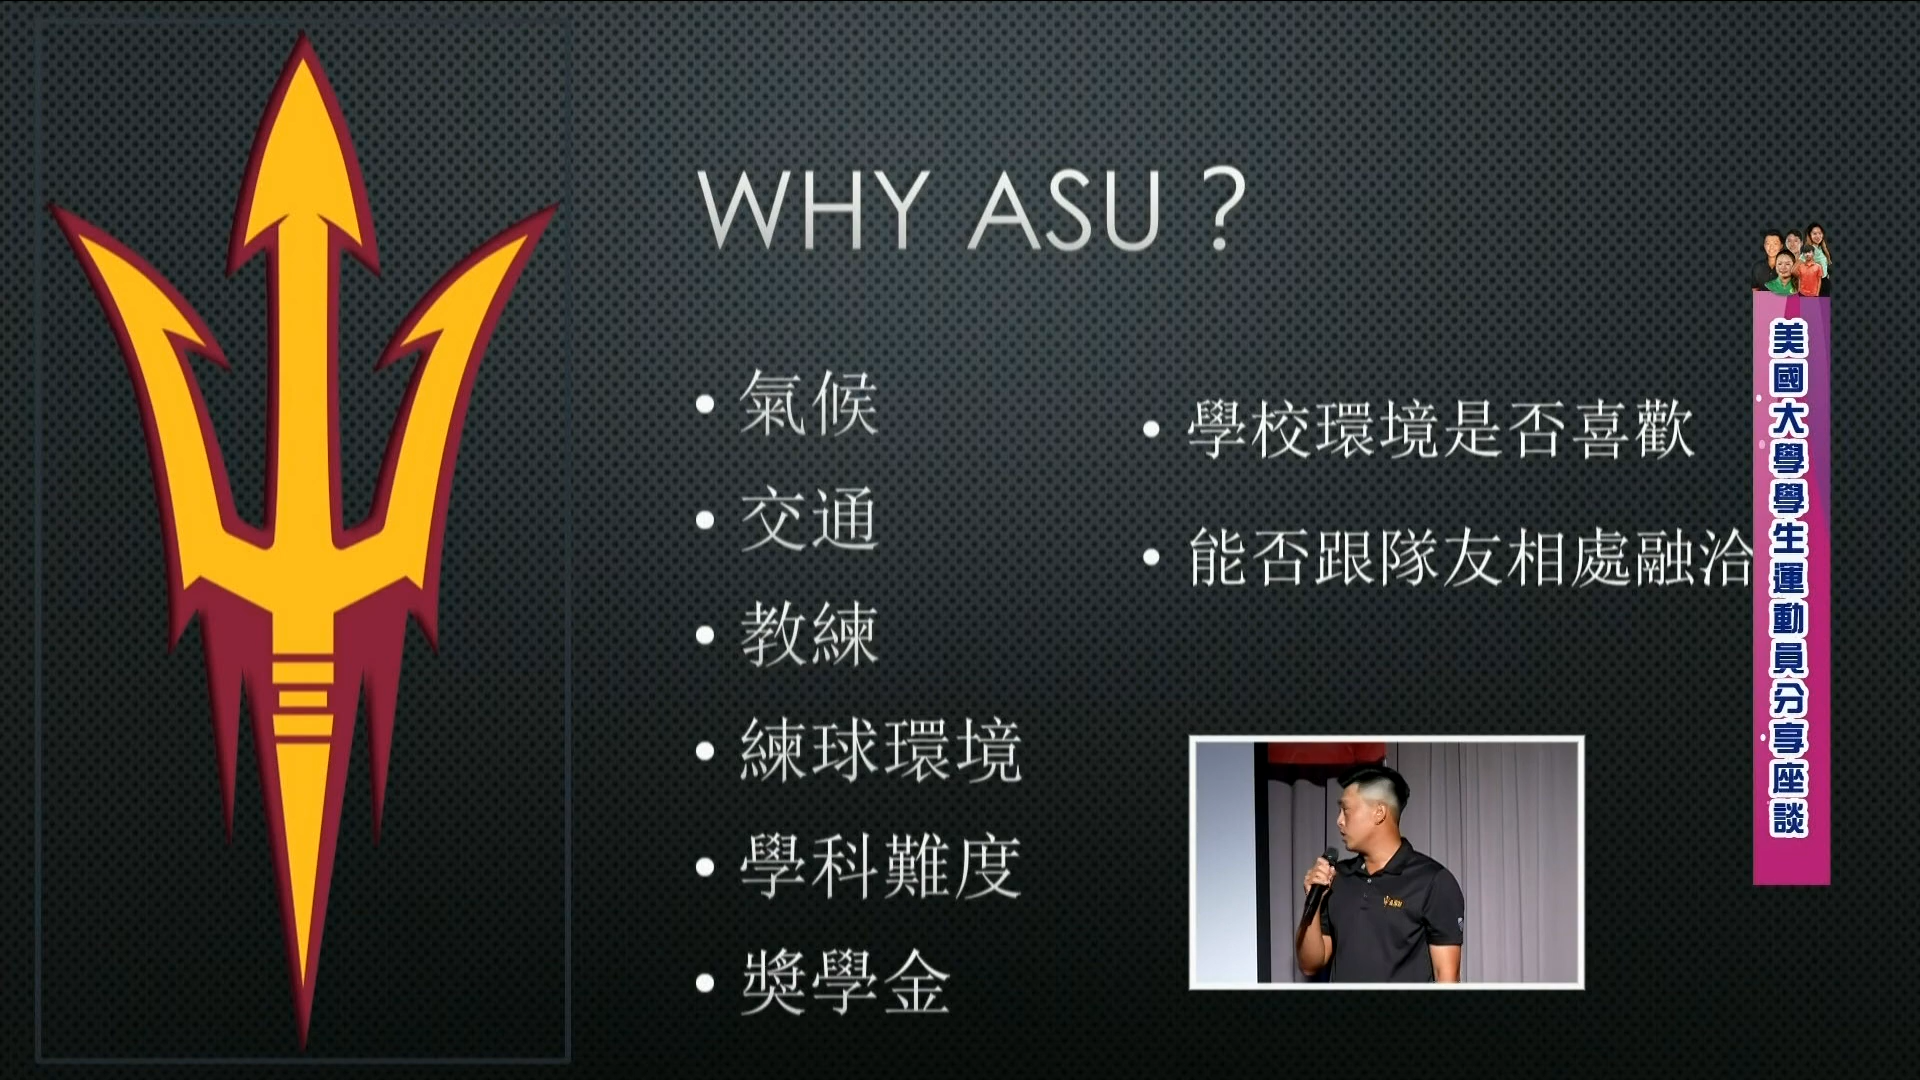 WHY ASU ?
• 氣候
• 交通
• 教練
• 練球環境
• 學科難度
• 獎學金
• 學校環境是否喜歡
• 能否跟隊友相處融洽
美國大學學生運動員分享座談
ASU